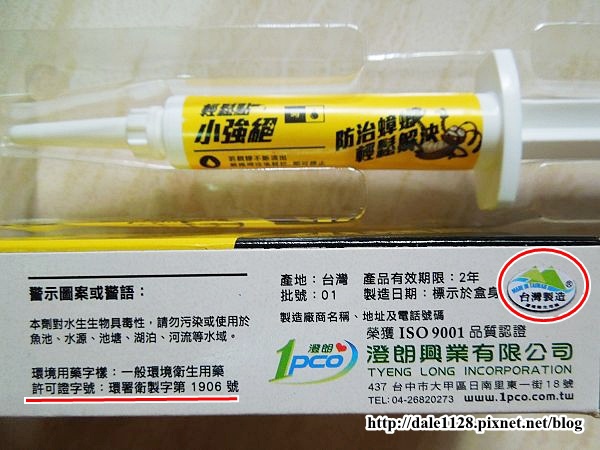 輕鬆點
小強絕
防治蟑螂
輕鬆解決
產地:台灣
批號:01
產品有效期限:2年
製造日期:標示於盒身
MADE IN TAIWAN
台灣製造
警示圖案或警語:
本劑對水生生物具毒性,請勿污染或使用於
魚池、水源、池塘、湖泊、河流等水域。
環境用藥字樣:一般環境衛生用藥
許可證字號:環署衛製字第 1906 號
製造廠商名稱、地址及電話號碼
榮獲 ISO 9001 品質認證
澄朗
1pco
澄朗興業有限公司
TYENG LONG INCORPORATION
437 台中市大甲區日南里東一街18號
TEL:04-26820273 www.1pco.com.tw
http://dale1128.pixnet.net/blog